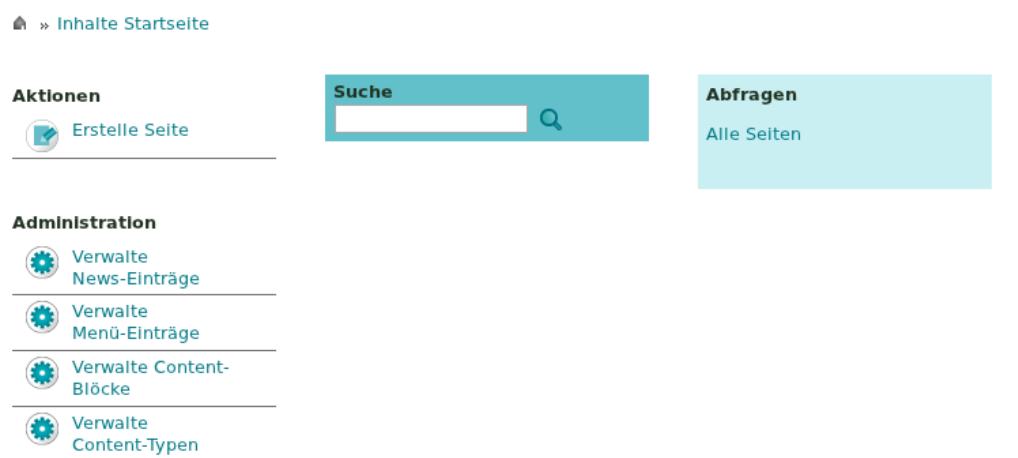 » Inhalte Startseite
Aktionen
Erstelle Seite
Administration
Verwalte
News-Einträge
Verwalte
Menü-Einträge
Verwalte Content-
Blöcke
Verwalte
Content-Typen
Suche
Abfragen
Alle Seiten